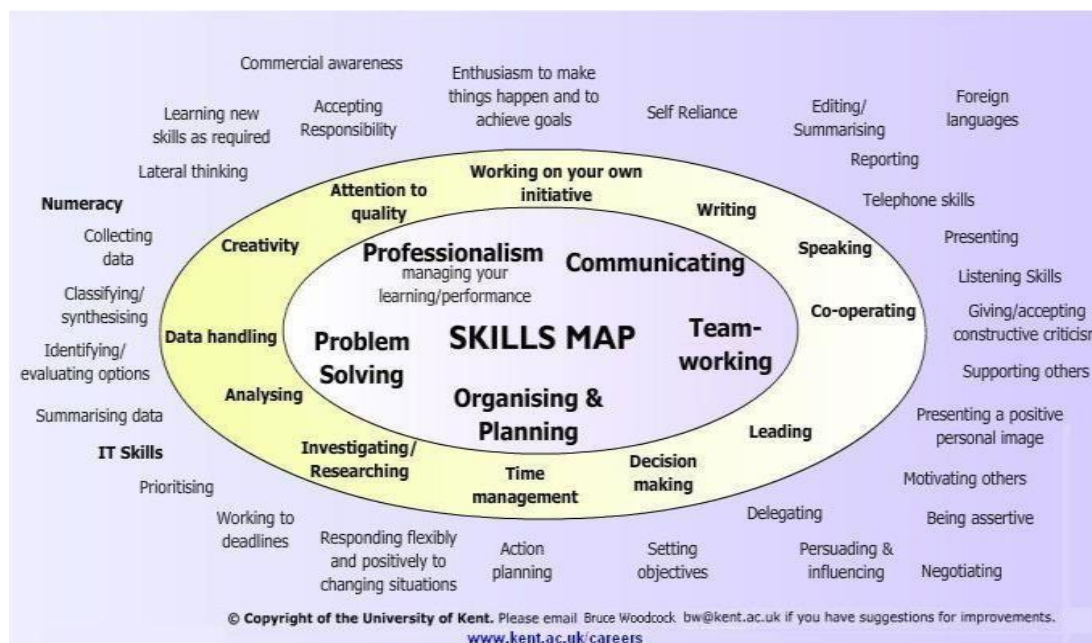 Commercial awareness
Enthusiasm to make
things happen and to
achieve goals
Learning new
skills as required
Accepting
Responsibility
Self Reliance
Editing/
Summarising
Foreign
languages
Lateral thinking
Reporting
Numeracy
Telephone skills
Collecting
data
Presenting
Classifying/
synthesising
Listening Skills
Identifying/
evaluating options
Giving/accepting
constructive criticism
Summarising data
Supporting others
IT Skills
Presenting a positive
personal image
Prioritising
Motivating others
Working to
deadlines
Being assertive
Responding flexibly
and positively to
changing situations
Action
planning
Setting
objectives
Delegating
Persuading &
influencing
Negotiating
Attention to
quality
Working on your own
initiative
Writing
Creativity
Speaking
Data handling
Co-operating
Analysing
Leading
Investigating/
Researching
Time
management
Decision
making
Professionalism
managing your
learning/performance
Communicating
SKILLS MAP
Problem
Solving
Team-
working
Organising &
Planning
© Copyright of the University of Kent. Please email Bruce Woodcock bw@kent.ac.uk if you have suggestions for improvements.
www.kent.ac.uk/careers